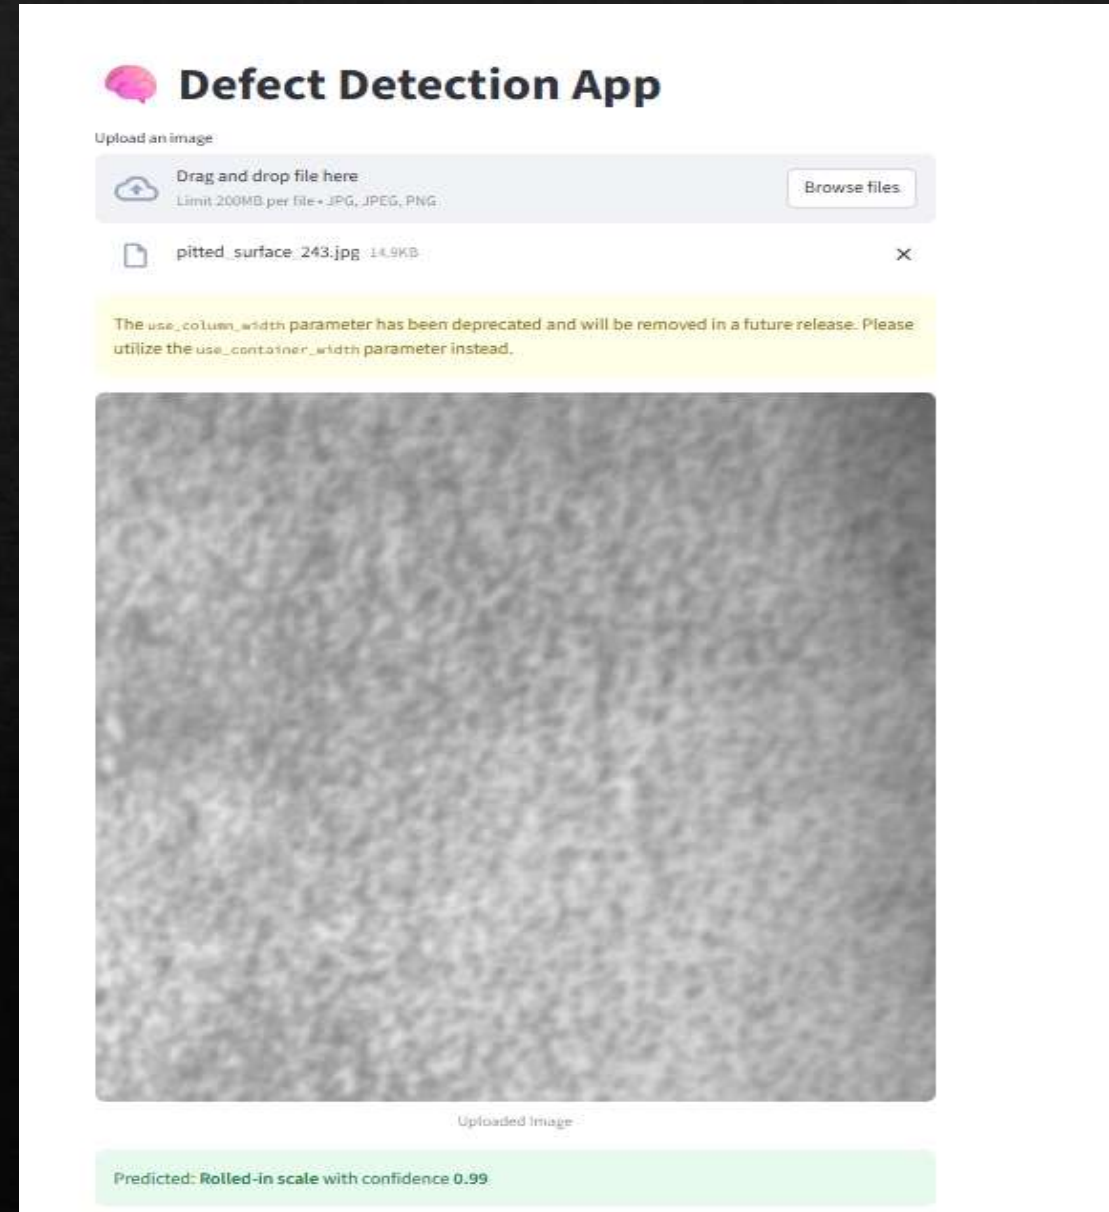 Defect Detection App
Upload an image
Drag and drop file here
Limit 200MB per file • JPG, JPEG, PNG
Browse files
pitted_surface_243.jpg 14.9KB
The use_column_width parameter has been deprecated and will be removed in a future release. Please
utilize the use_container_width parameter instead.
Uploaded Image
Predicted: Rolled-in scale with confidence 0.99